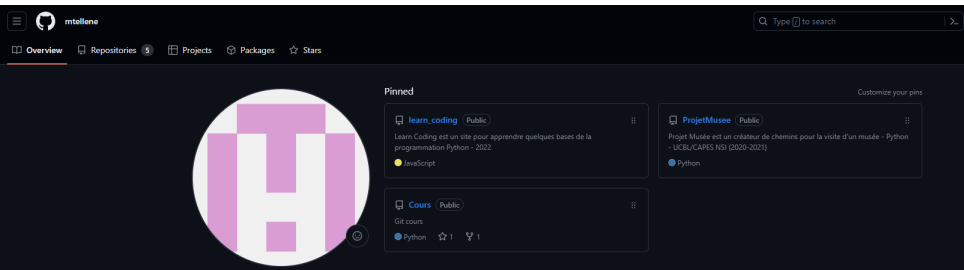 mtellene
Type / to search
Overview
Repositories 5
Projects
Packages
Stars
Pinned
Customize your pins
learn_coding Public
Learn Coding est un site pour apprendre quelques bases de la
programmation Python - 2022
JavaScript
ProjetMusee Public
Projet Musée est un créateur de chemins pour la visite d'un musée - Python
- UCBL/CAPES NSI (2020-2021)
Python
Cours Public
Git cours
Python 1 1